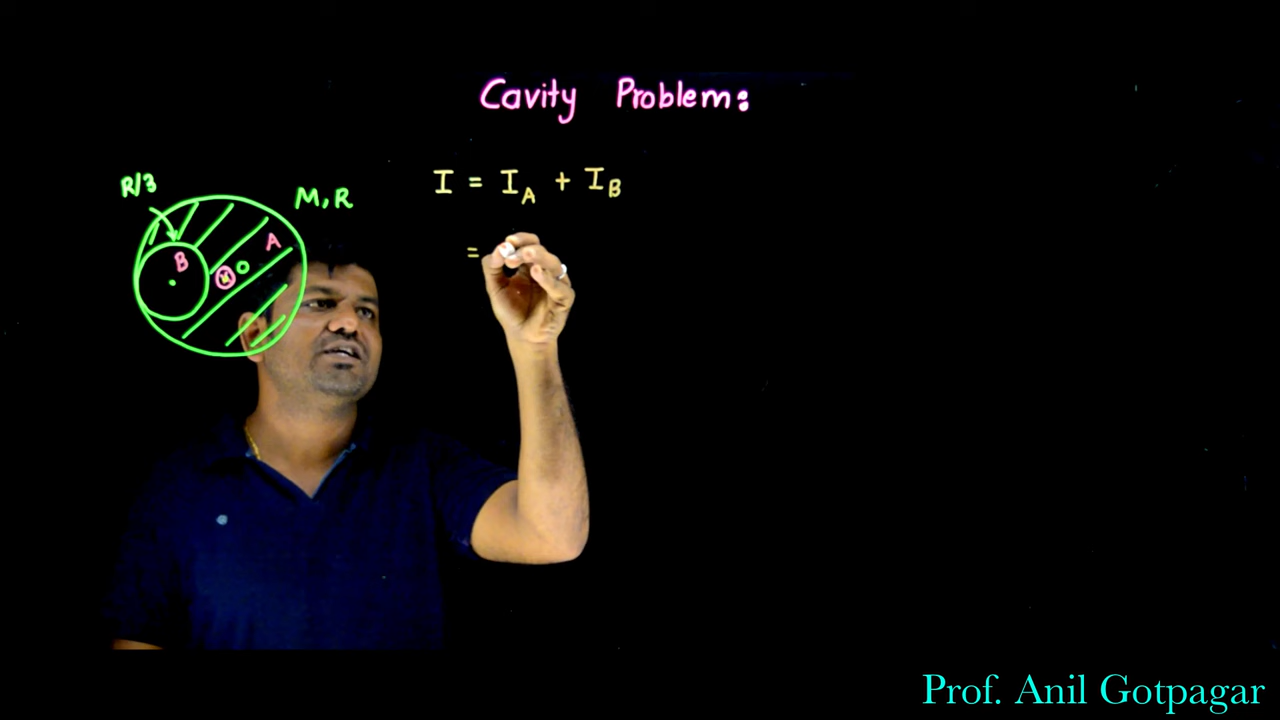 Cavity Problem:
I = I_A + I_B
R/3
M, R
A
B
O
=
Prof. Anil Gotpagar